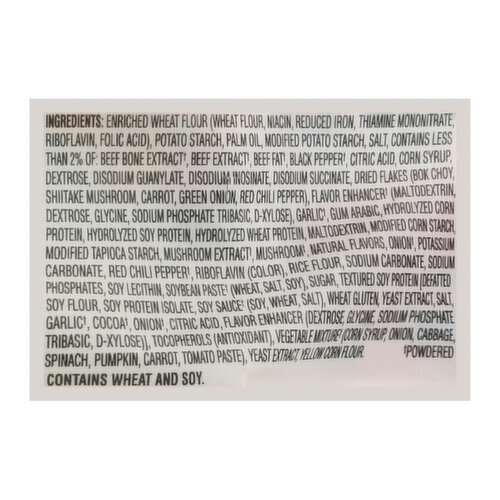 INGREDIENTS: ENRICHED WHEAT FLOUR (WHEAT FLOUR, NIACIN, REDUCED IRON, THIAMINE MONONITRATE,
RIBOFLAVIN, FOLIC ACID), POTATO STARCH, PALM OIL, MODIFIED POTATO STARCH, SALT, CONTAINS LESS
THAN 2% OF: BEEF BONE EXTRACT†, BEEF EXTRACT†, BEEF FAT†, BLACK PEPPER†, CITRIC ACID, CORN SYRUP,
DEXTROSE, DISODIUM GUANYLATE, DISODIUM INOSINATE, DISODIUM SUCCINATE, DRIED FLAKES (BOK CHOY,
SHIITAKE MUSHROOM, CARROT, GREEN ONION, RED CHILI PEPPER), FLAVOR ENHANCER† (MALTODEXTRIN,
DEXTROSE, GLYCINE, SODIUM PHOSPHATE TRIBASIC, D-XYLOSE), GARLIC†, GUM ARABIC, HYDROLYZED CORN
PROTEIN, HYDROLYZED SOY PROTEIN, HYDROLYZED WHEAT PROTEIN, MALTODEXTRIN, MODIFIED CORN STARCH,
MODIFIED TAPIOCA STARCH, MUSHROOM EXTRACT†, MUSHROOM†, NATURAL FLAVORS, ONION†, POTASSIUM
CARBONATE, RED CHILI PEPPER†, RIBOFLAVIN (COLOR), RICE FLOUR, SODIUM CARBONATE, SODIUM
PHOSPHATES, SOY LECITHIN, SOYBEAN PASTE† (WHEAT, SALT, SOY), SUGAR, TEXTURED SOY PROTEIN [DEFATTED
SOY FLOUR, SOY PROTEIN ISOLATE, SOY SAUCE† (SOY, WHEAT, SALT), WHEAT GLUTEN, YEAST EXTRACT, SALT,
GARLIC†, COCOA†, ONION†, CITRIC ACID, FLAVOR ENHANCER (DEXTROSE, GLYCINE, SODIUM PHOSPHATE
TRIBASIC, D-XYLOSE)], TOCOPHEROLS (ANTIOXIDANT), VEGETABLE MIXTURE† (CORN SYRUP, ONION, CABBAGE,
SPINACH, PUMPKIN, CARROT, TOMATO PASTE), YEAST EXTRACT, YELLOW CORN FLOUR. †POWDERED
CONTAINS WHEAT AND SOY.